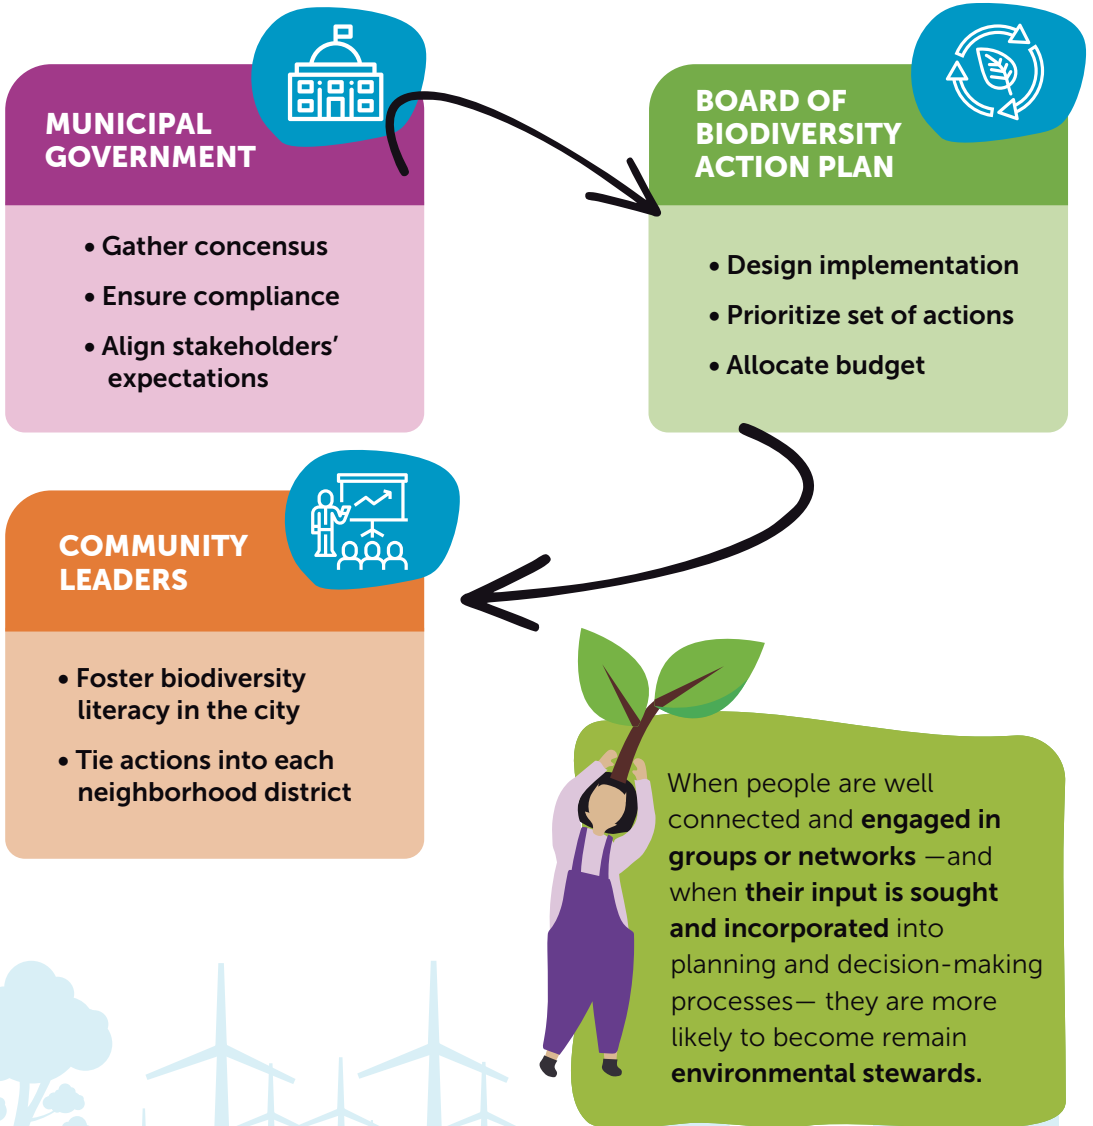 MUNICIPAL
GOVERNMENT
• Gather concensus
• Ensure compliance
• Align stakeholders’
expectations
BOARD OF
BIODIVERSITY
ACTION PLAN
• Design implementation
• Prioritize set of actions
• Allocate budget
COMMUNITY
LEADERS
• Foster biodiversity
literacy in the city
• Tie actions into each
neighborhood district
When people are well
connected and engaged in
groups or networks —and
when their input is sought
and incorporated into
planning and decision-making
processes— they are more
likely to become remain
environmental stewards.